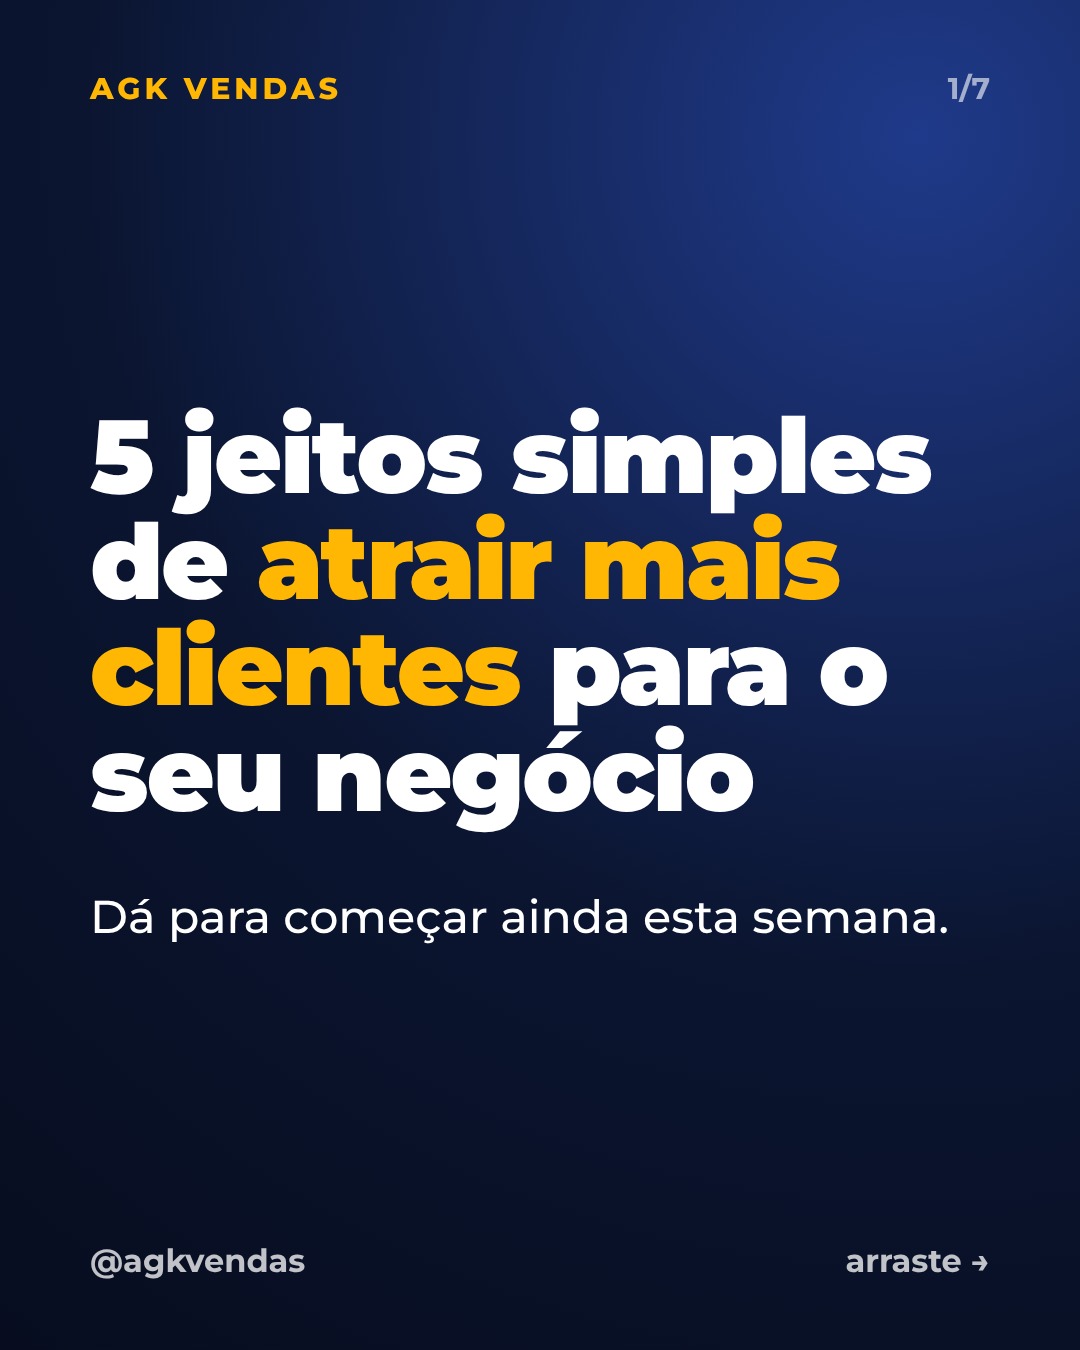 AGK VENDAS
1/7
5 jeitos simples
de atrair mais
clientes para o
seu negócio
Dá para começar ainda esta semana.
@agkvendas
arraste →